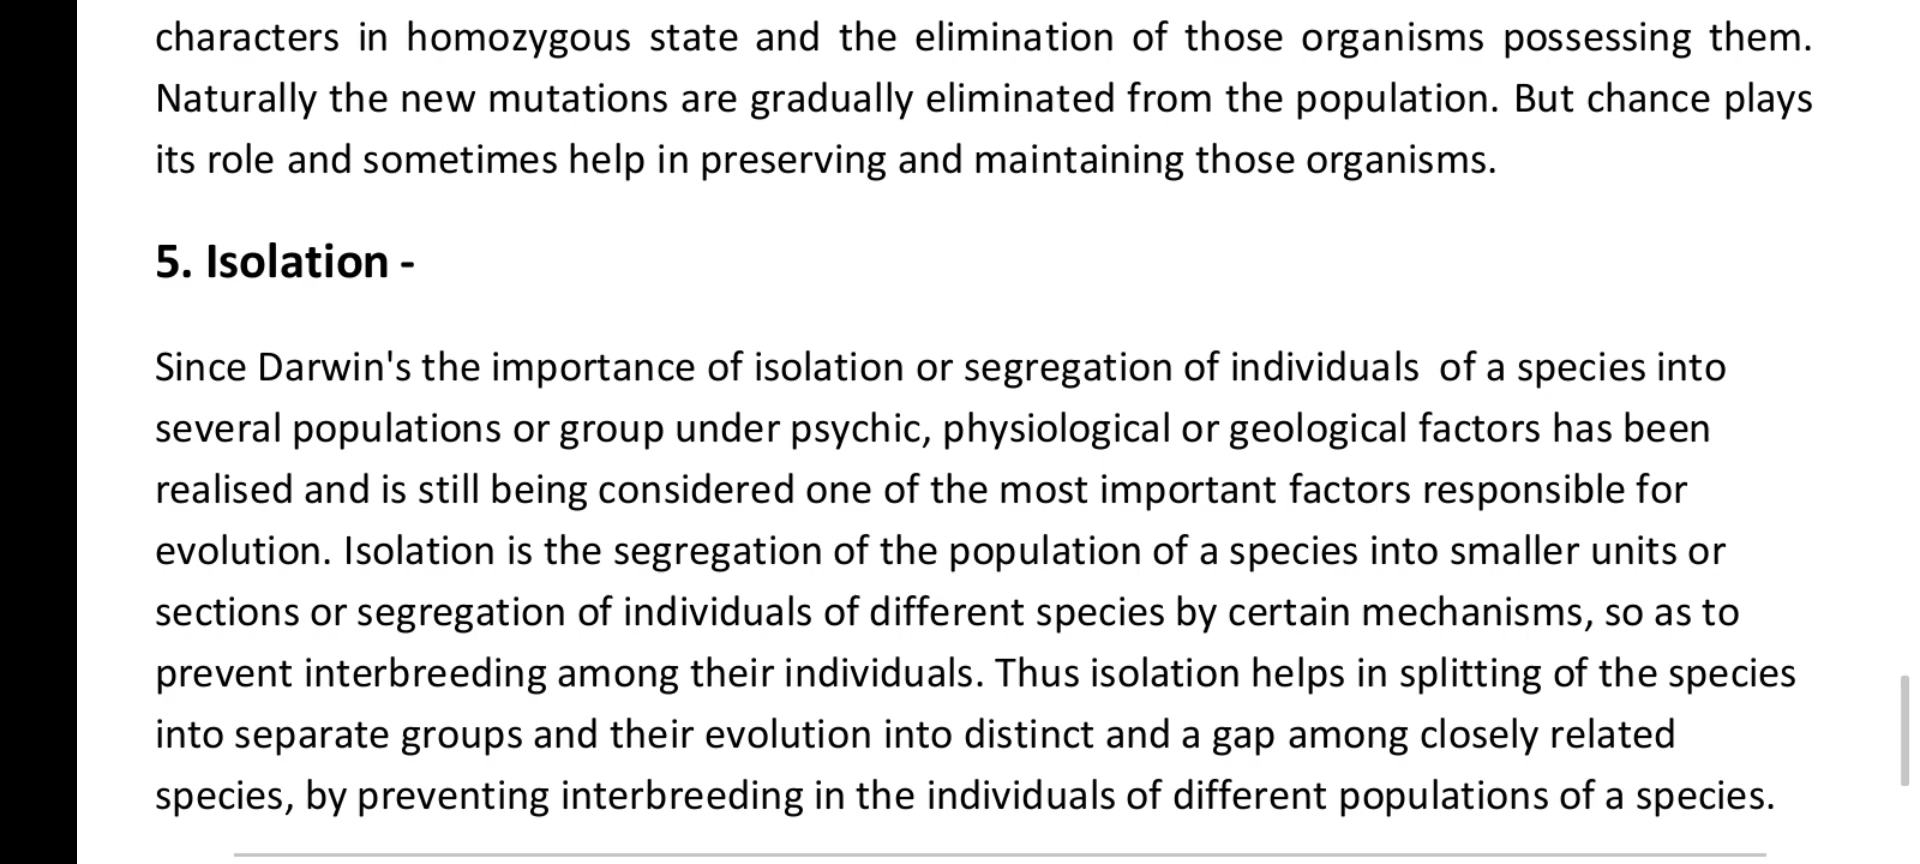 characters in homozygous state and the elimination of those organisms possessing them.
Naturally the new mutations are gradually eliminated from the population. But chance plays
its role and sometimes help in preserving and maintaining those organisms.
5. Isolation -
Since Darwin's the importance of isolation or segregation of individuals of a species into
several populations or group under psychic, physiological or geological factors has been
realised and is still being considered one of the most important factors responsible for
evolution. Isolation is the segregation of the population of a species into smaller units or
sections or segregation of individuals of different species by certain mechanisms, so as to
prevent interbreeding among their individuals. Thus isolation helps in splitting of the species
into separate groups and their evolution into distinct and a gap among closely related
species, by preventing interbreeding in the individuals of different populations of a species.